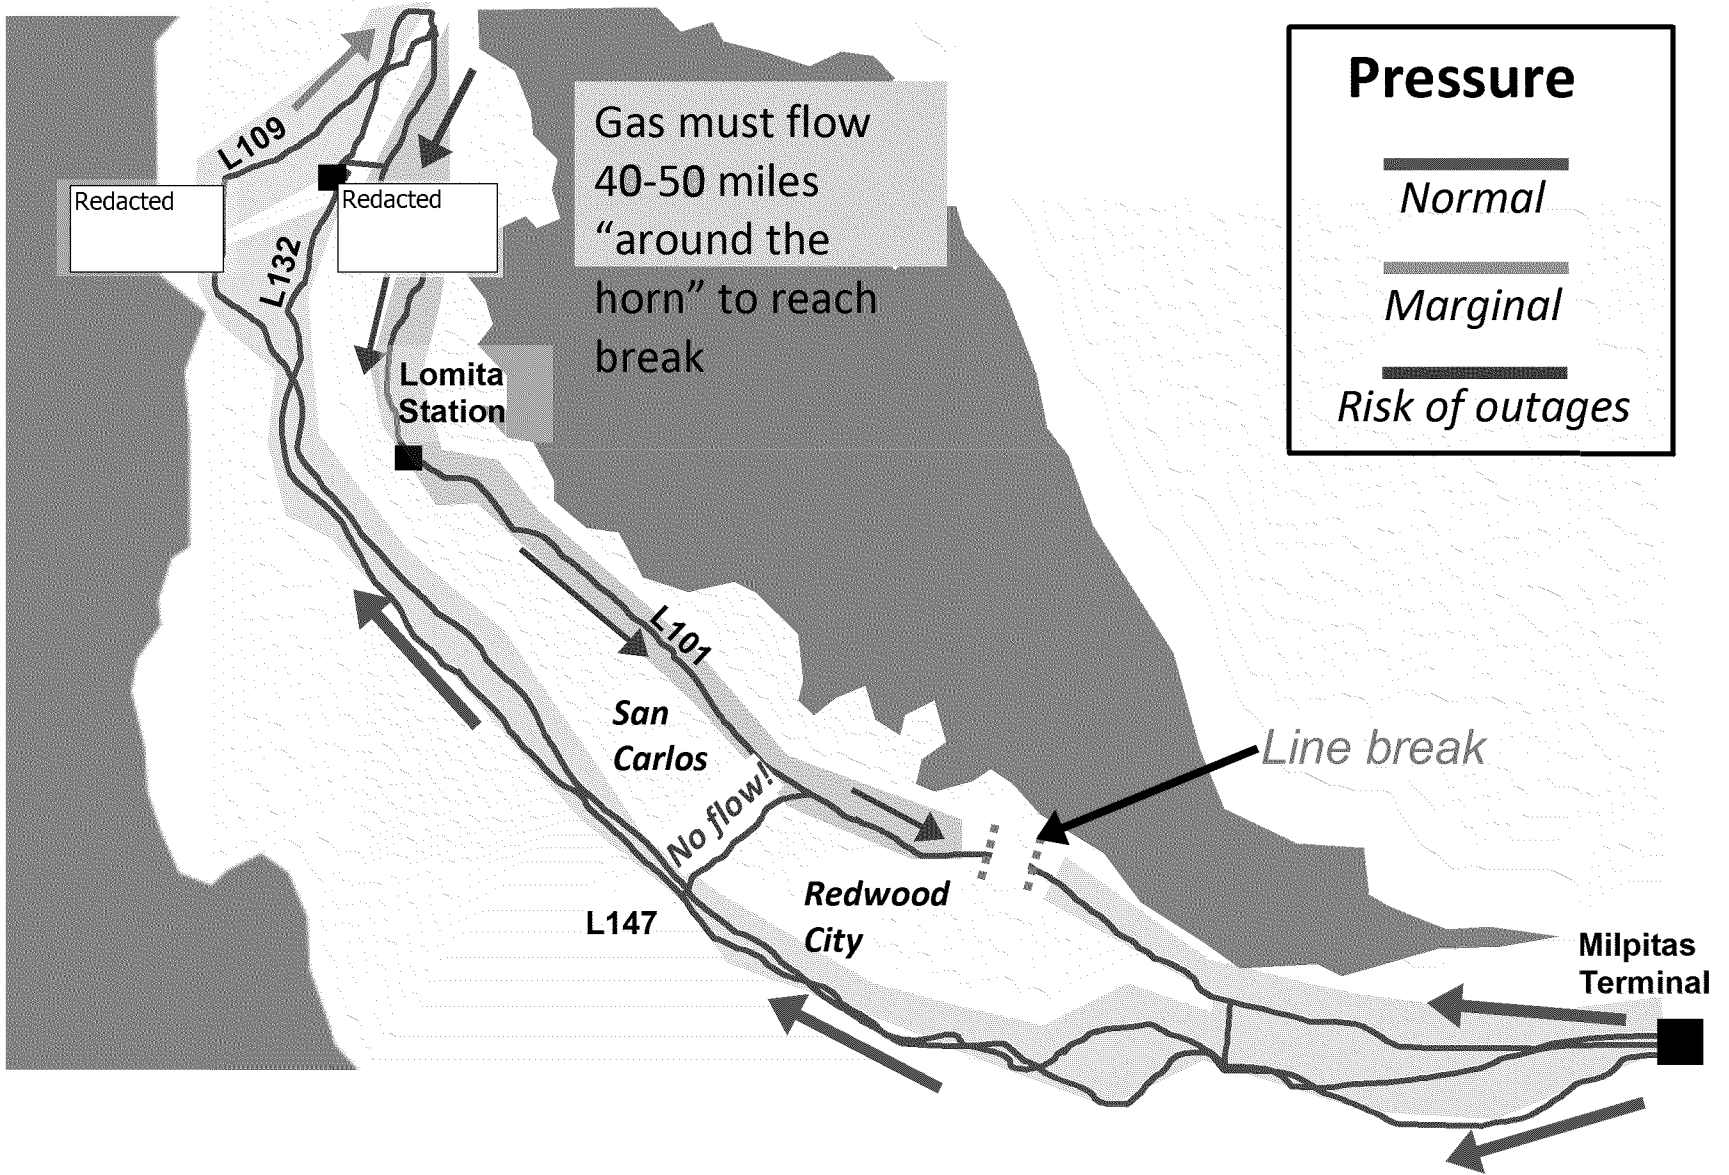 Pressure
Normal
Marginal
Risk of outages
Gas must flow
40-50 miles
“around the
horn” to reach
break
L109
Redacted
Redacted
L132
Lomita
Station
L101
San
Carlos
No flow!
Line break
Redwood
City
L147
Milpitas
Terminal